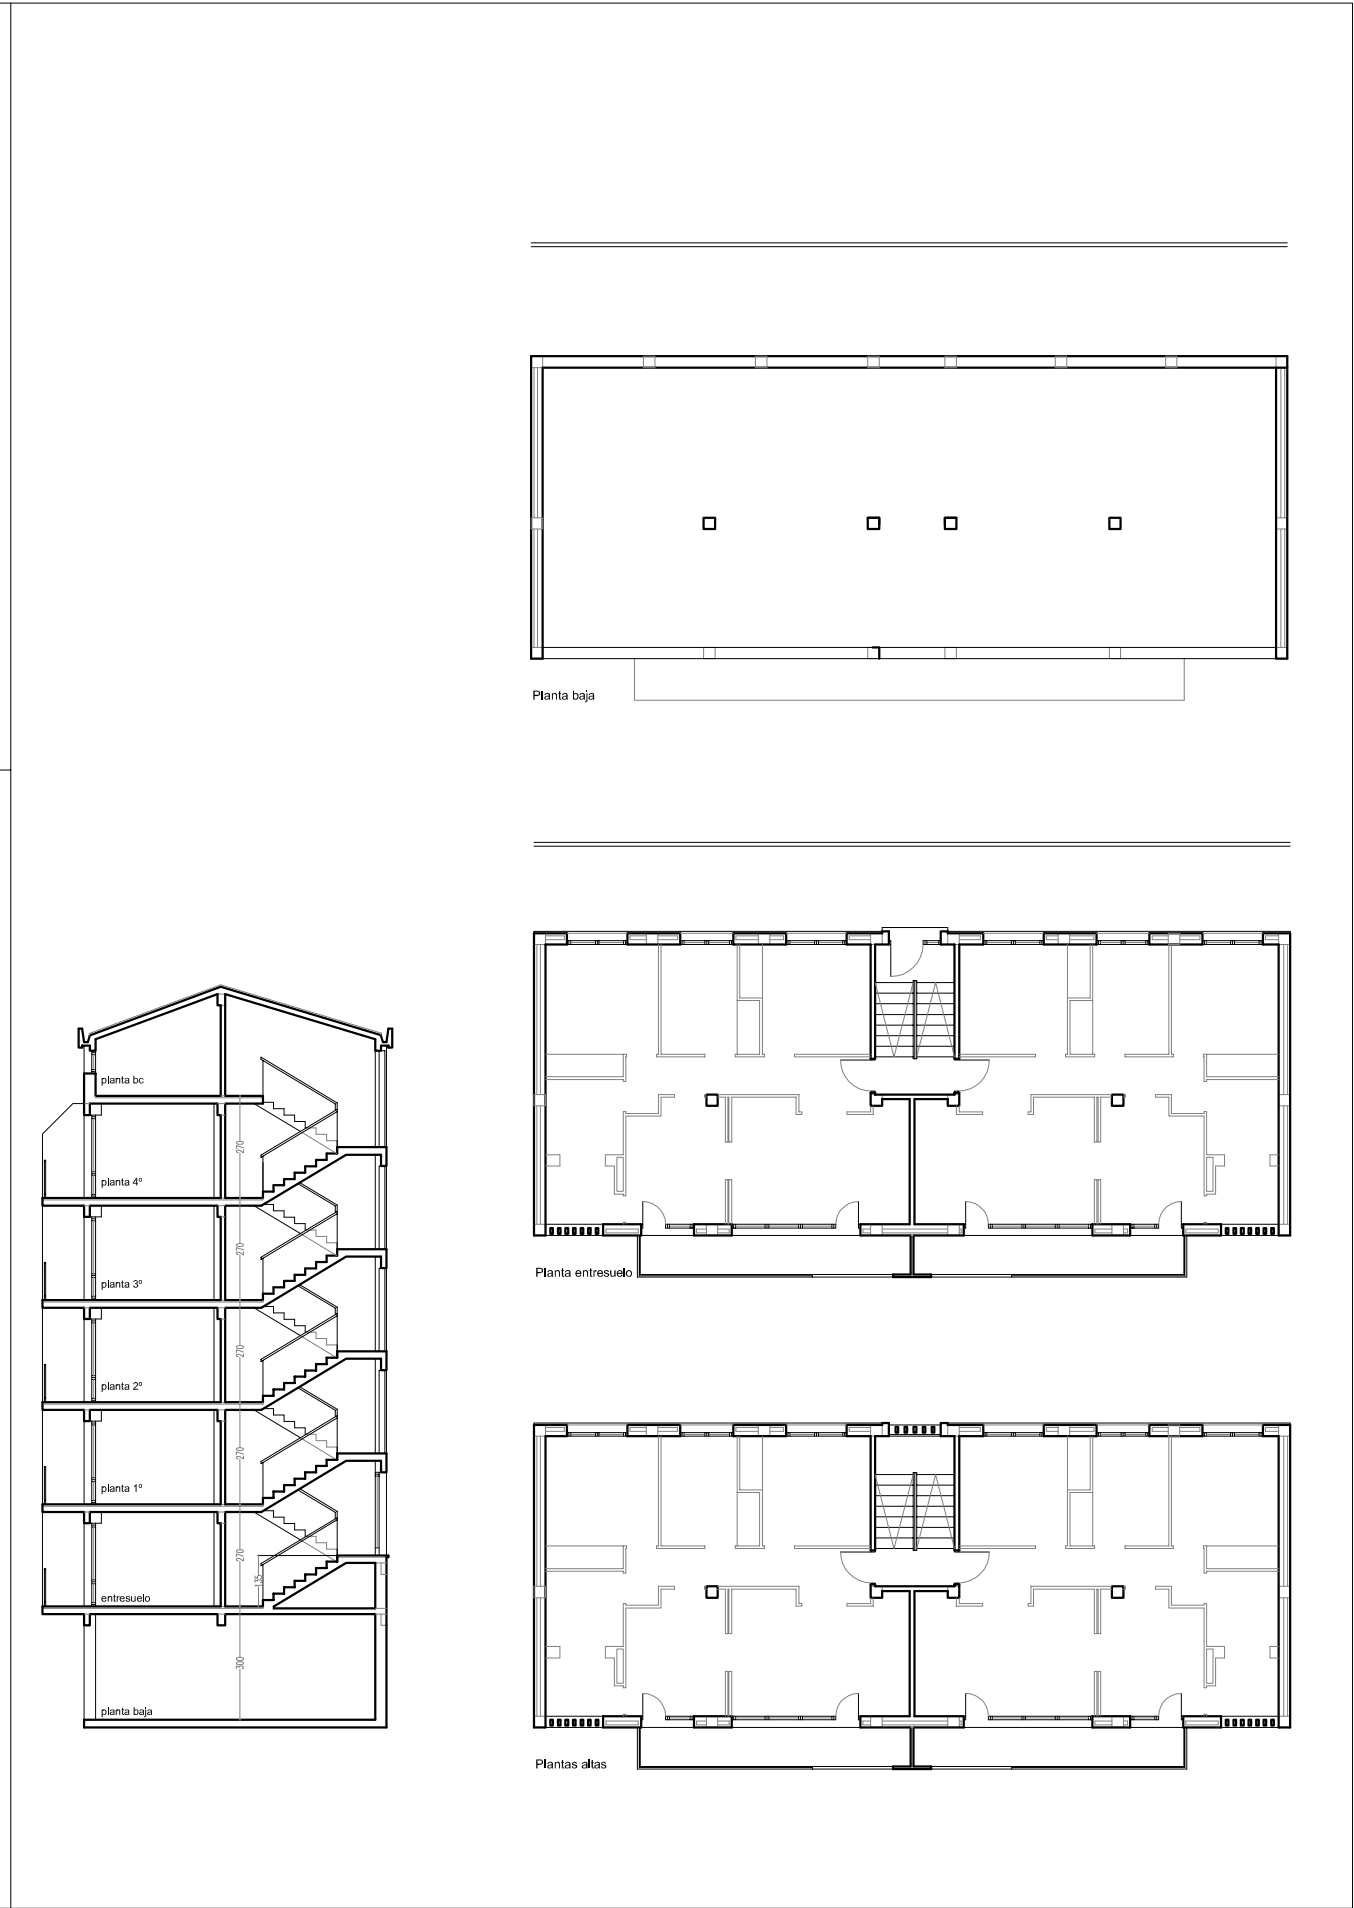 Planta baja
planta bc
270
planta 4º
270
planta 3º
270
planta 2º
270
planta 1º
270
135
entresuelo
300
planta baja
Planta entresuelo
Plantas altas